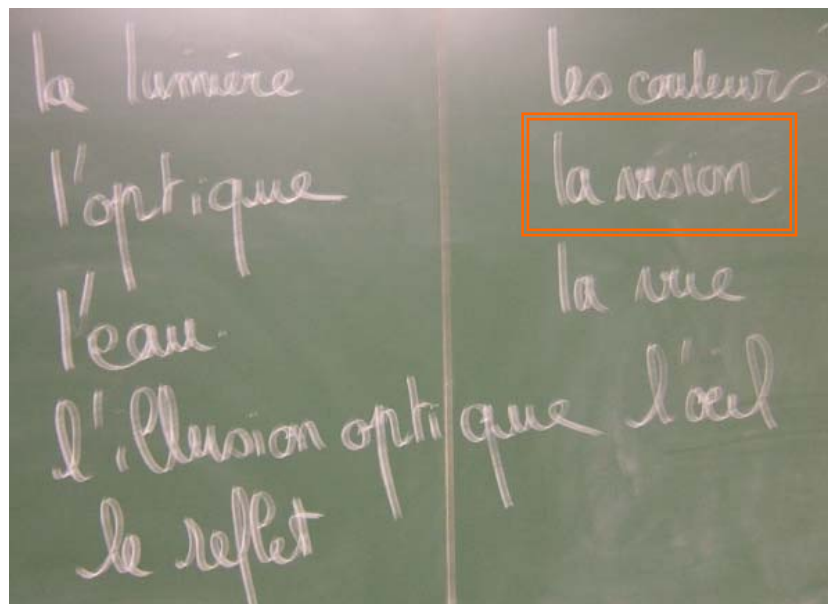 la lumière
l'optique
l'eau.
l'illusion optique
le reflet
les couleurs
la vision
la vue
l'œil